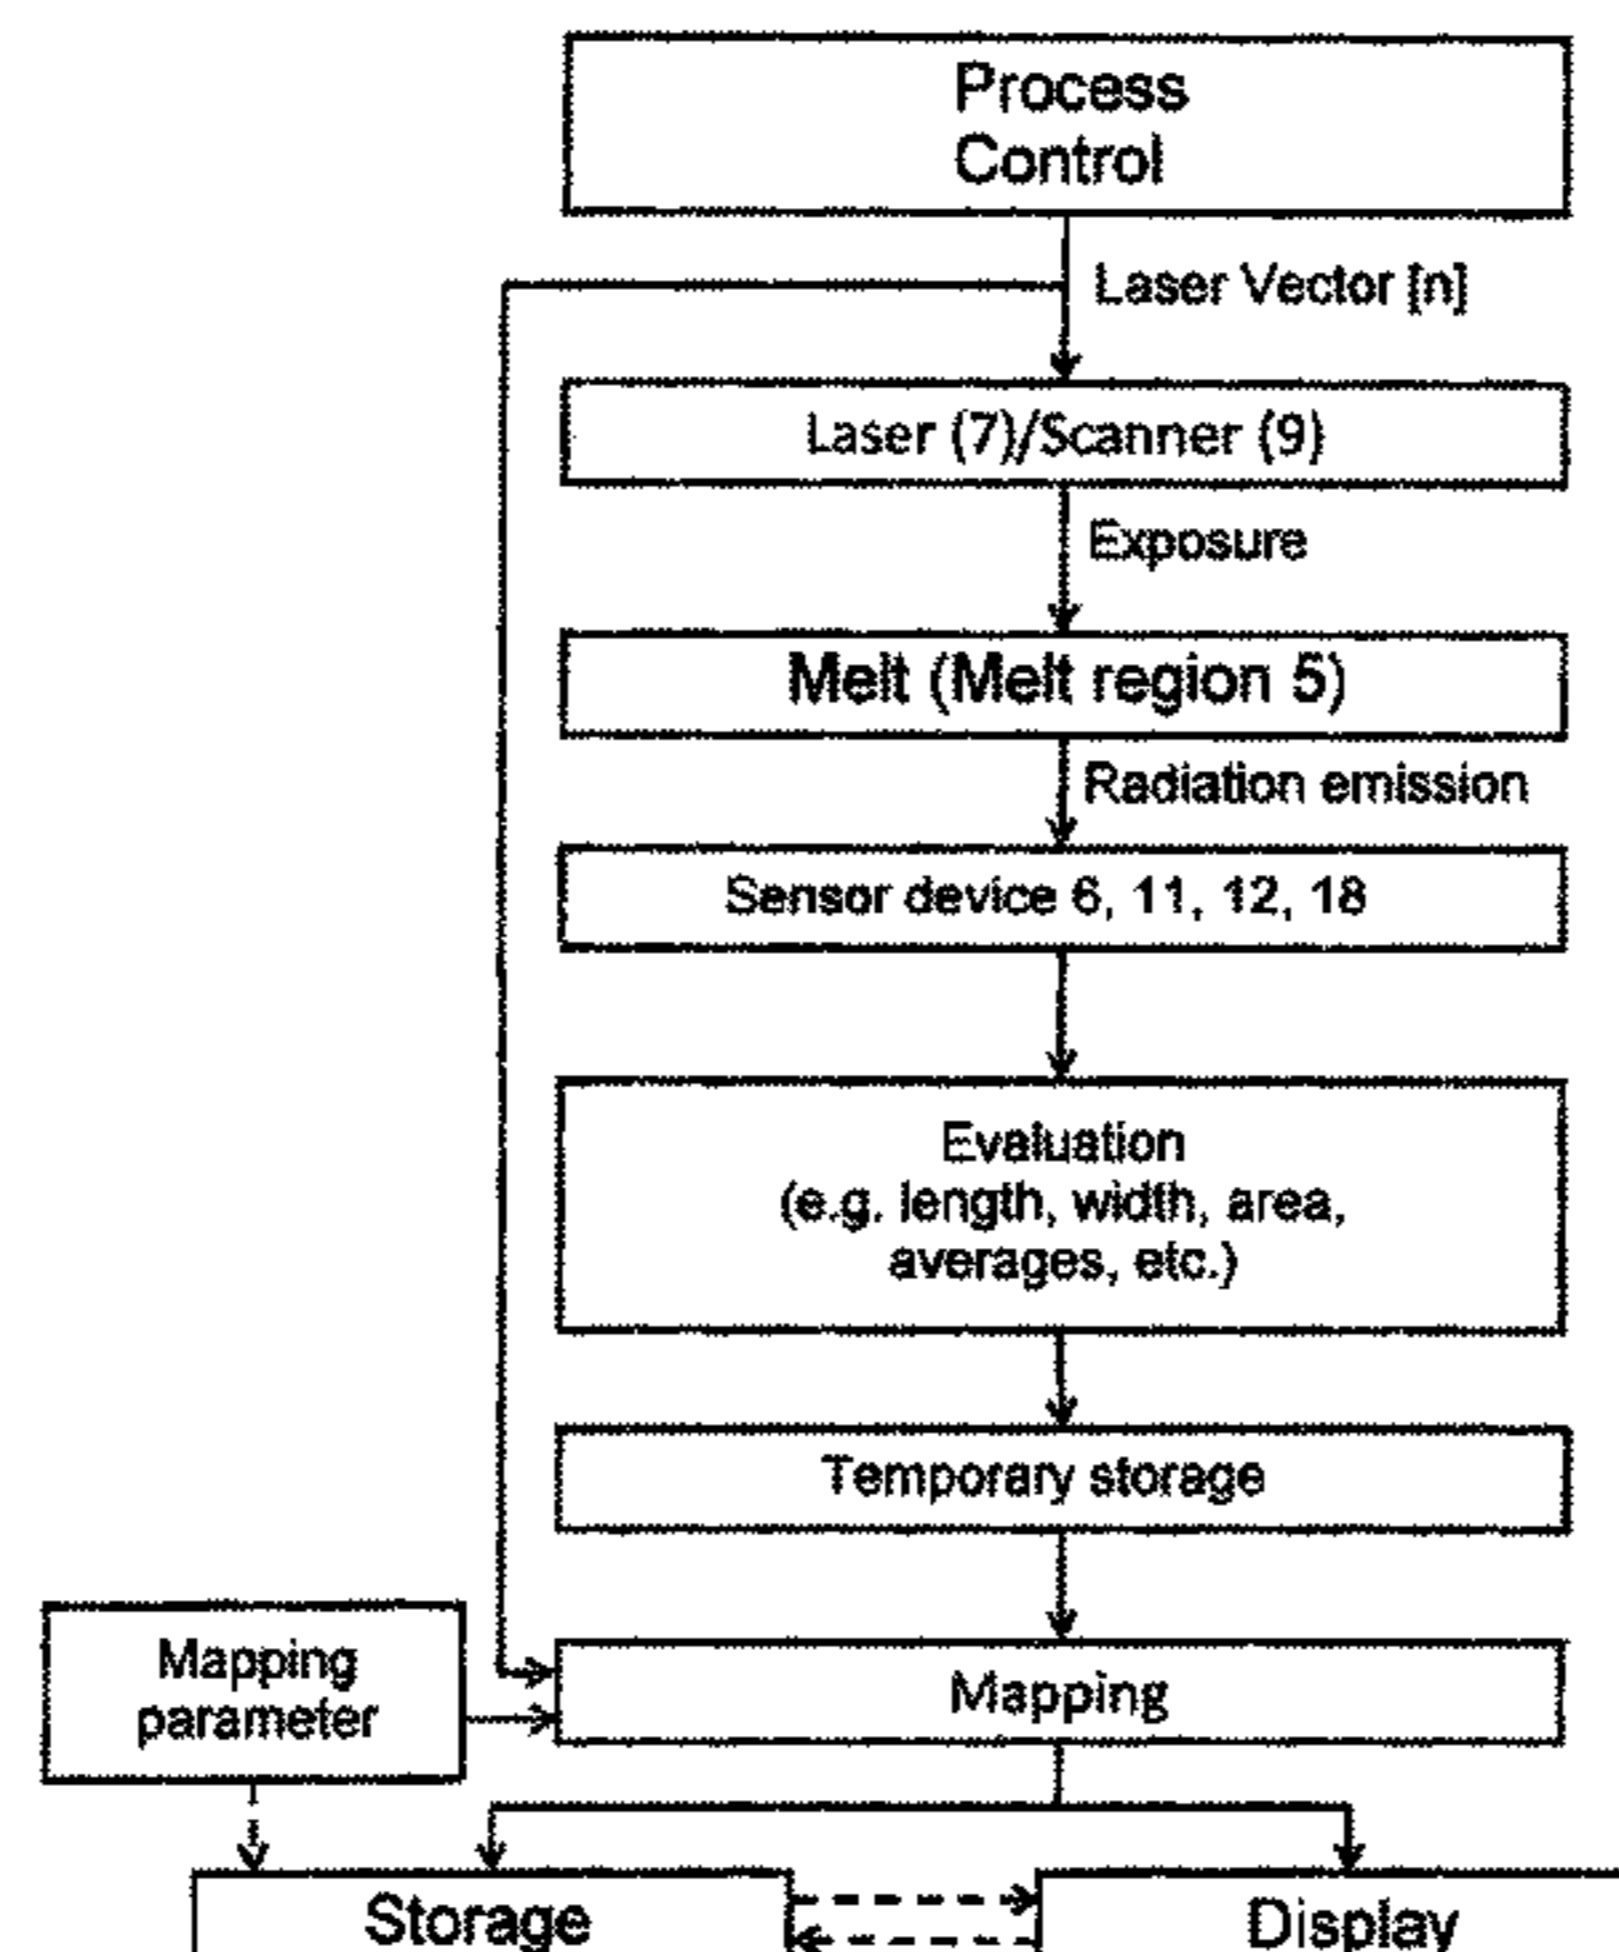 Process
Control
Laser Vector [n]
Laser (7)/Scanner (9)
Exposure
Melt (Melt region 5)
Radiation emission
Sensor device 6, 11, 12, 18
Evaluation
(e.g. length, width, area,
averages, etc.)
Temporary storage
Mapping
parameter
Mapping
Storage
Display